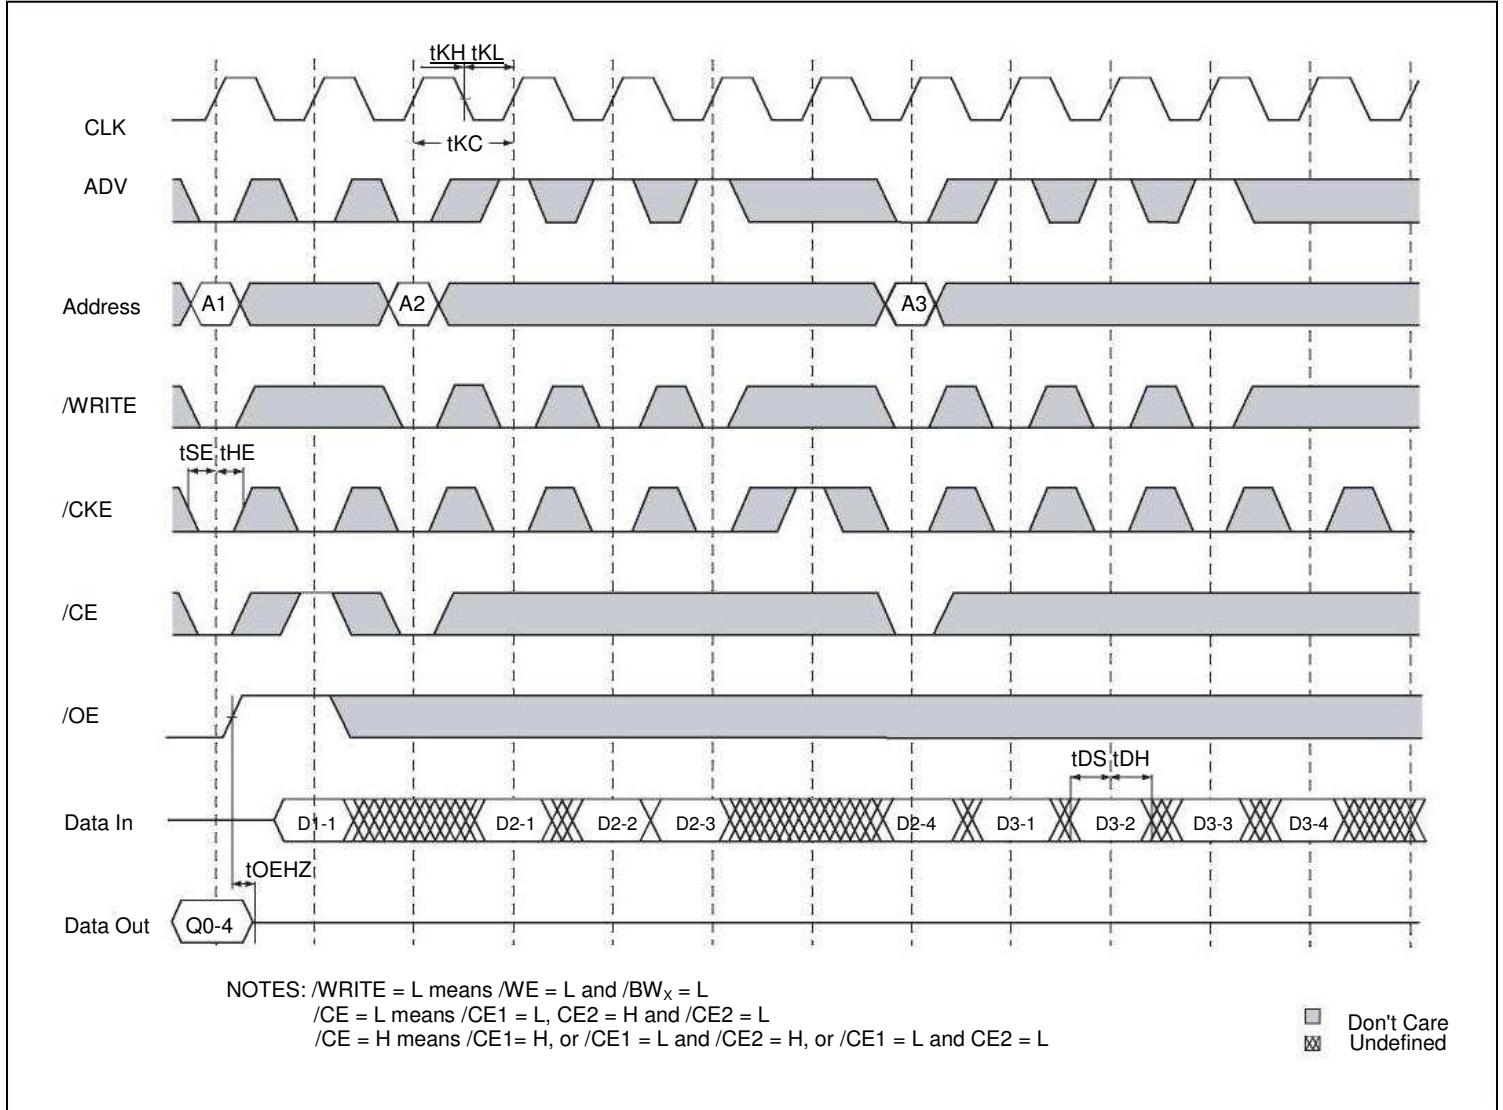 tKH tKL
CLK
tKC
ADV
Address A1 A2 A3
/WRITE
tSE tHE
/CKE
/CE
/OE
tDS tDH
Data In D1-1 D2-1 D2-2 D2-3 D2-4 D3-1 D3-2 D3-3 D3-4
tOEHZ
Data Out Q0-4
NOTES: /WRITE = L means /WE = L and /BWX = L
/CE = L means /CE1 = L, CE2 = H and /CE2 = L
/CE = H means /CE1= H, or /CE1 = L and /CE2 = H, or /CE1 = L and CE2 = L
Don't Care
Undefined